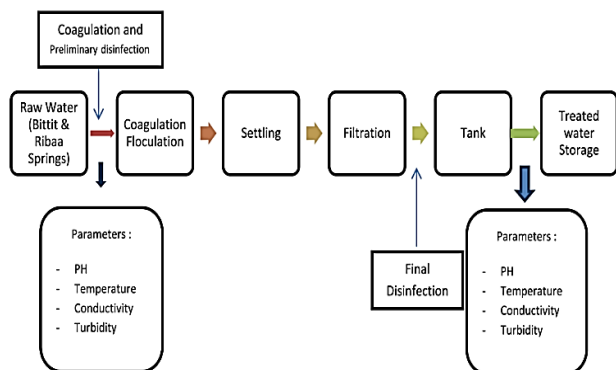 Coagulation and
Preliminary disinfection
Raw Water
(Bittit &
Ribaa
Springs)
Coagulation
Floculation
Settling
Filtration
Tank
Treated
water
Storage
Parameters :
- PH
- Temperature
- Conductivity
- Turbidity
Final
Disinfection
Parameters :
- PH
- Temperature
- Conductivity
- Turbidity